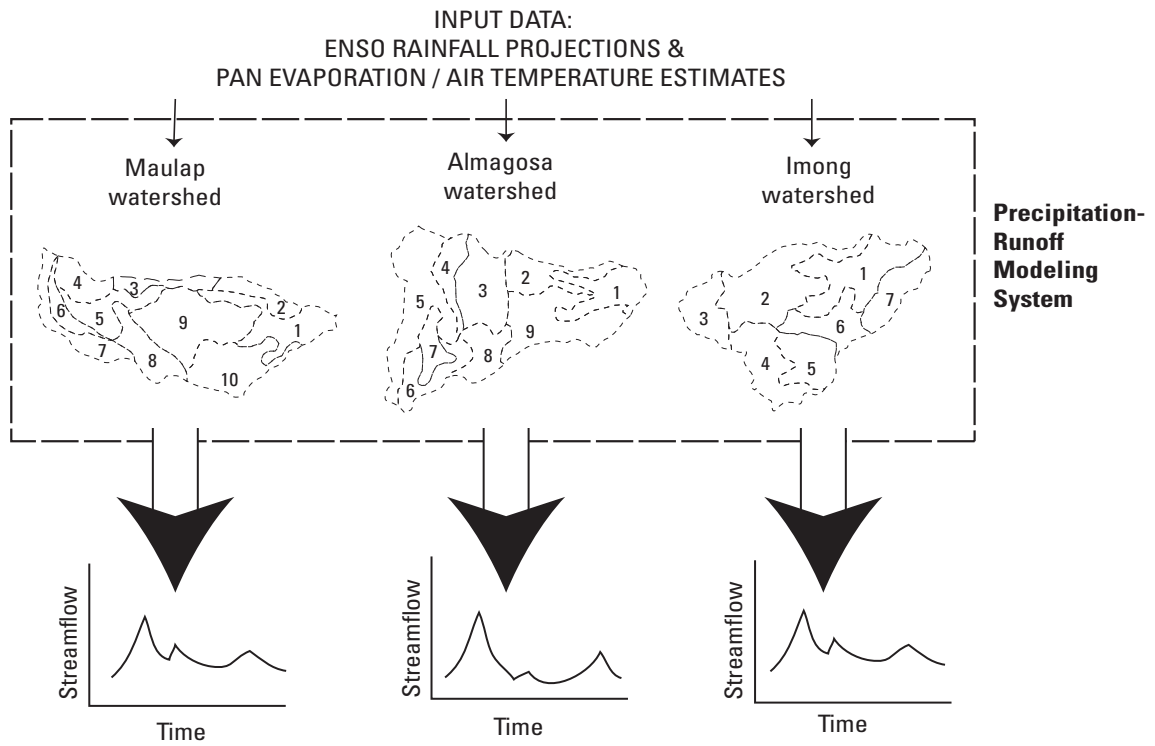 INPUT DATA:
ENSO RAINFALL PROJECTIONS &
PAN EVAPORATION / AIR TEMPERATURE ESTIMATES
Maulap
watershed
4
3
6
5
9
2
1
7
8
10
Almagosa
watershed
4
2
3
5
1
9
7
8
6
Imong
watershed
1
2
7
3
6
4
5
Precipitation-
Runoff
Modeling
System
Streamflow
Time
Streamflow
Time
Streamflow
Time